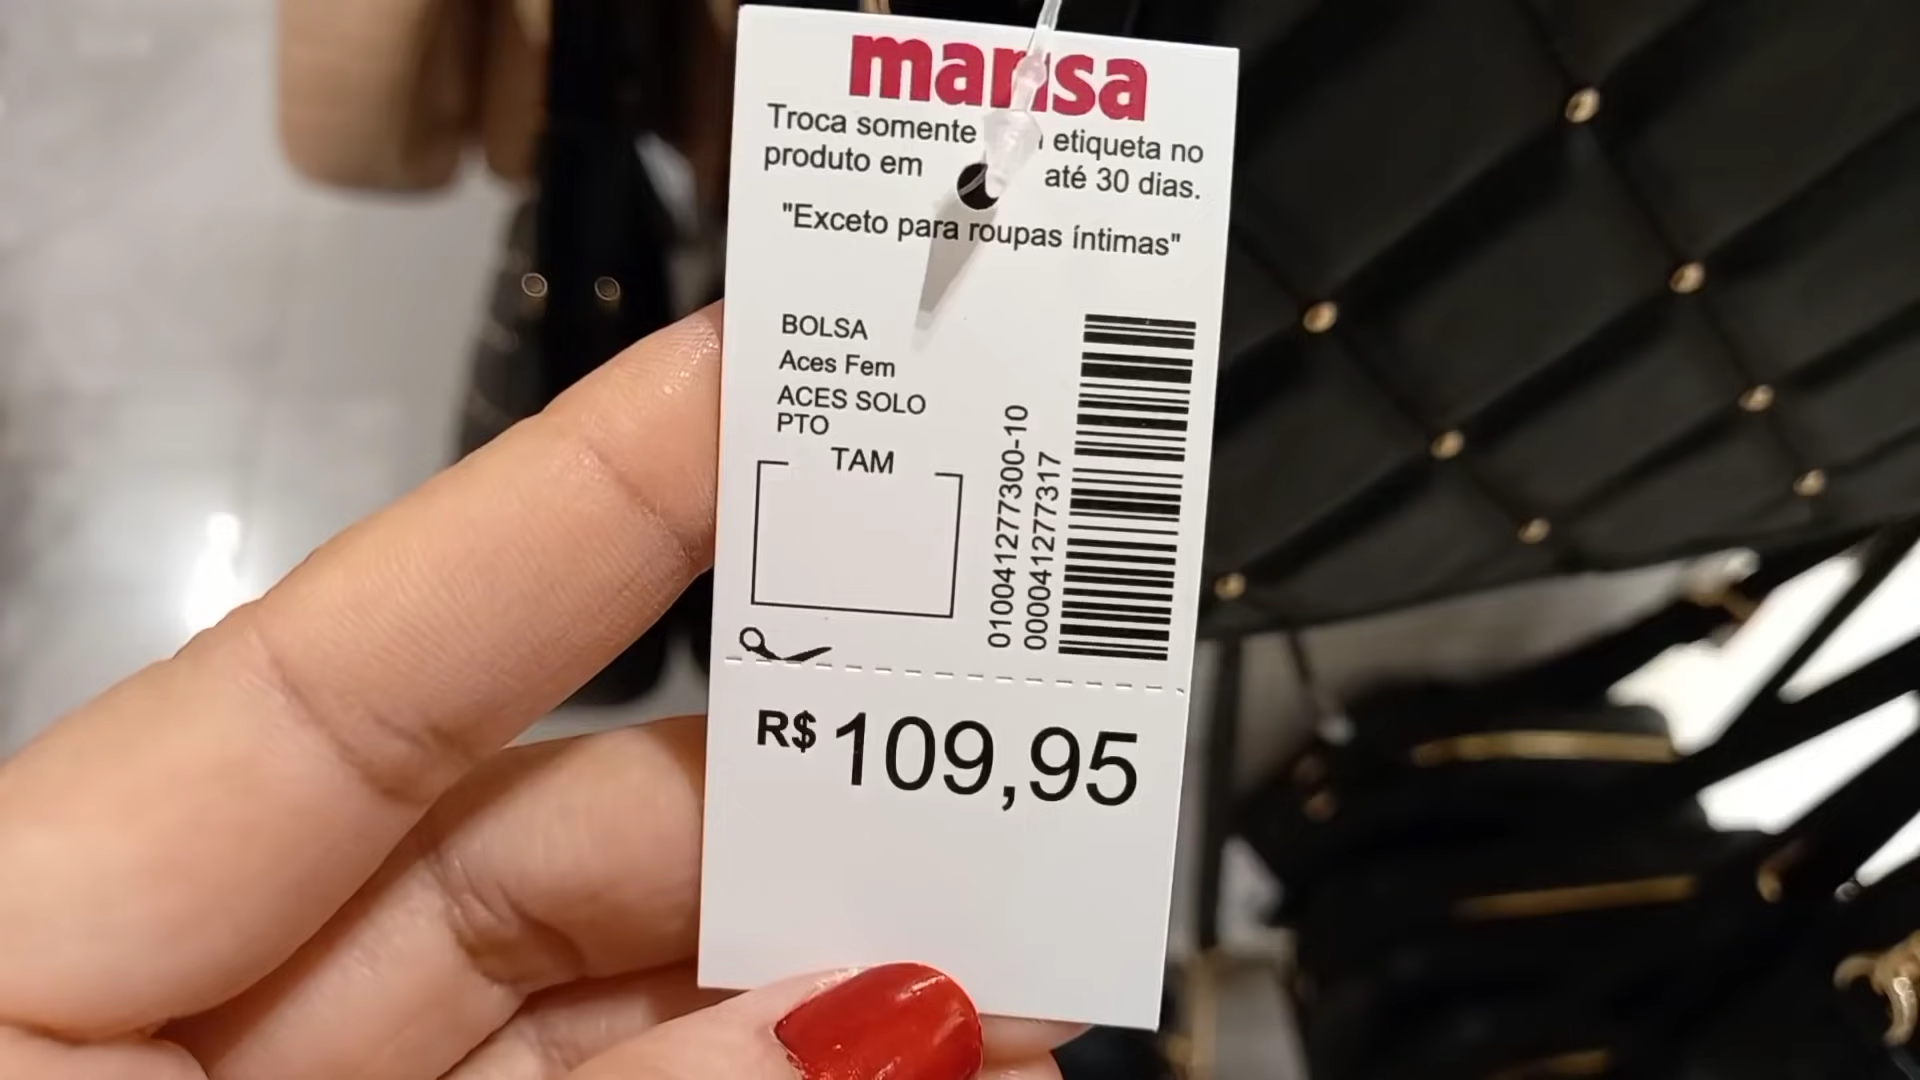 marisa
Troca somente etiqueta no
produto em até 30 dias.
"Exceto para roupas íntimas"
BOLSA
Aces Fem
ACES SOLO
PTO
TAM
010041277300-10
000041277317
R$ 109,95